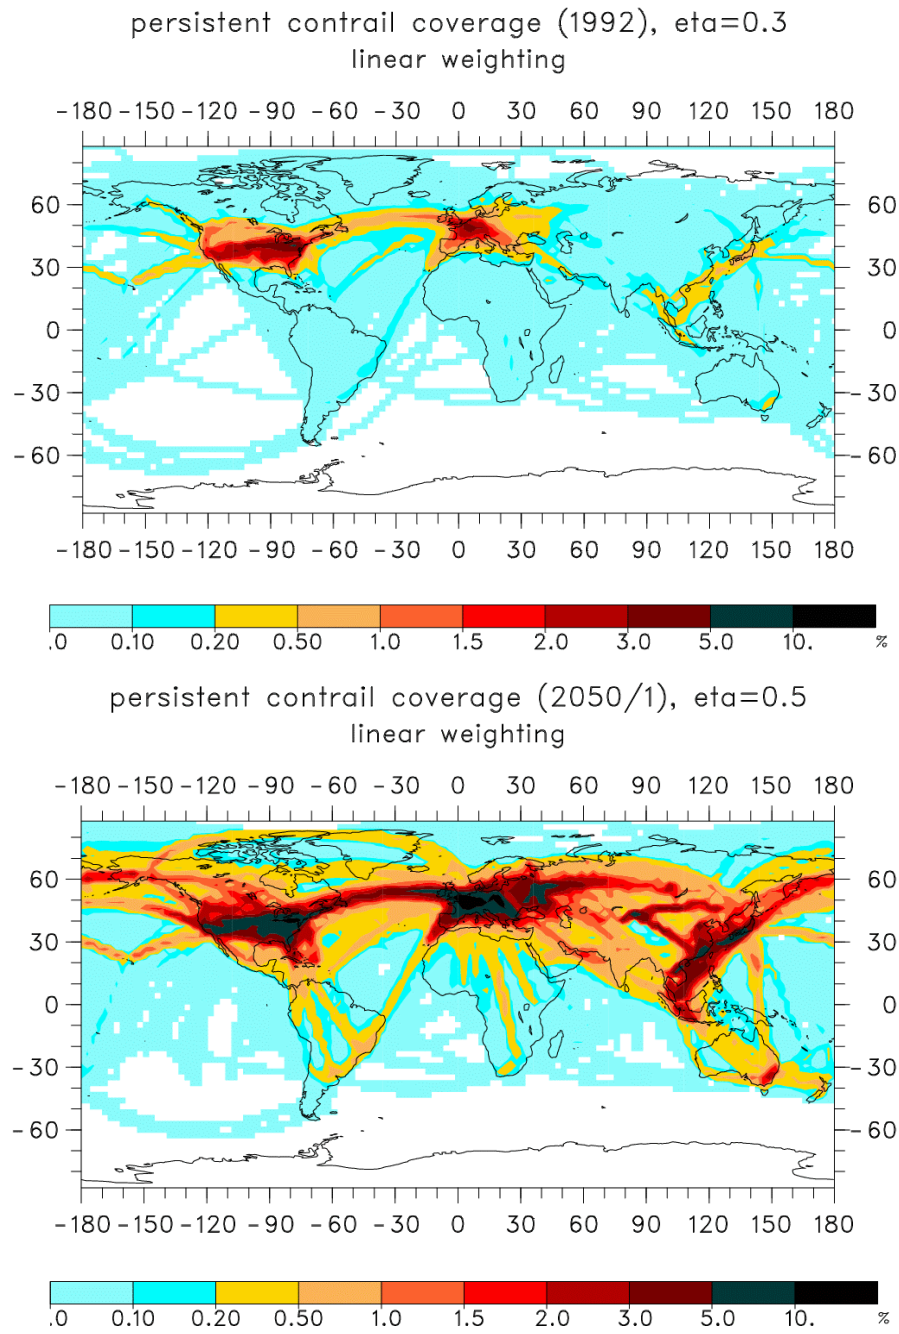 persistent contrail coverage (1992), eta=0.3
linear weighting
-180 -150 -120 -90 -60 -30 0 30 60 90 120 150 180
60 60
30 30
0 0
-30 -30
-60 -60
-180 -150 -120 -90 -60 -30 0 30 60 90 120 150 180
.0 0.10 0.20 0.50 1.0 1.5 2.0 3.0 5.0 10. %
persistent contrail coverage (2050/1), eta=0.5
linear weighting
-180 -150 -120 -90 -60 -30 0 30 60 90 120 150 180
60 60
30 30
0 0
-30 -30
-60 -60
-180 -150 -120 -90 -60 -30 0 30 60 90 120 150 180
.0 0.10 0.20 0.50 1.0 1.5 2.0 3.0 5.0 10. %